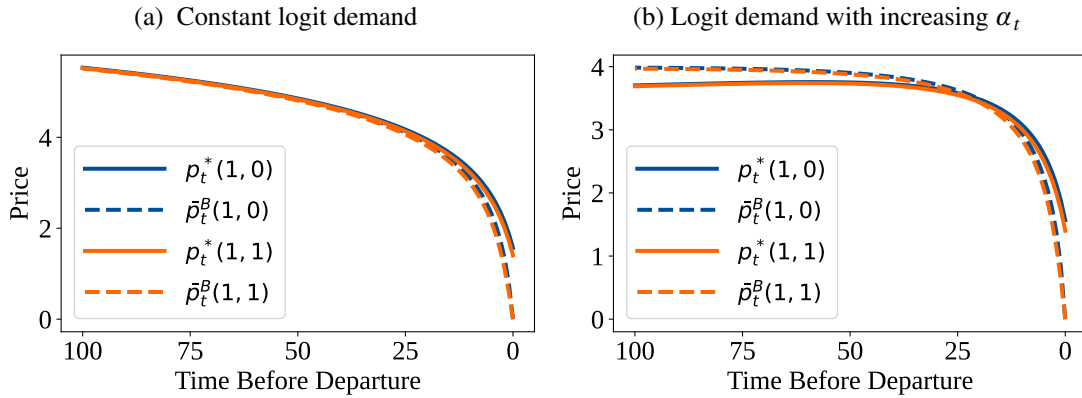 (a) Constant logit demand
Price
4
2
0
p_t^*(1, 0)
p̄_t^B(1, 0)
p_t^*(1, 1)
p̄_t^B(1, 1)
100 75 50 25 0
Time Before Departure
(b) Logit demand with increasing α_t
Price
4
3
2
1
0
p_t^*(1, 0)
p̄_t^B(1, 0)
p_t^*(1, 1)
p̄_t^B(1, 1)
100 75 50 25 0
Time Before Departure